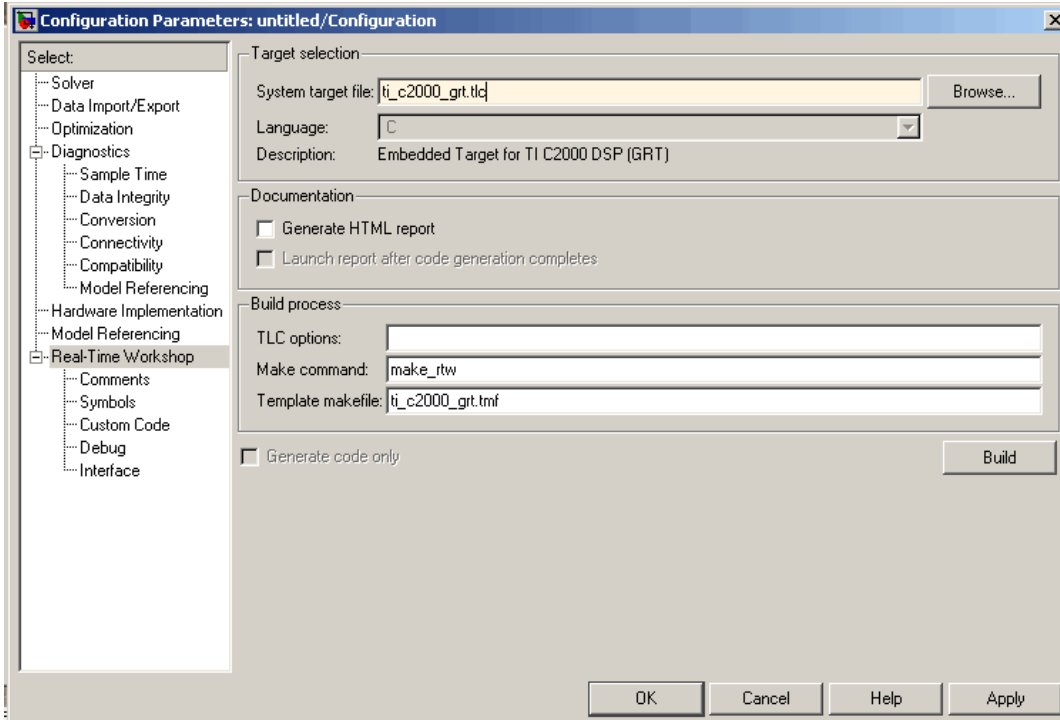 Configuration Parameters: untitled/Configuration
Select:
Solver
Data Import/Export
Optimization
Diagnostics
Sample Time
Data Integrity
Conversion
Connectivity
Compatibility
Model Referencing
Hardware Implementation
Model Referencing
Real-Time Workshop
Comments
Symbols
Custom Code
Debug
Interface
Target selection
System target file: ti_c2000_grt.tlc Browse...
Language: C
Description: Embedded Target for TI C2000 DSP (GRT)
Documentation
Generate HTML report
Launch report after code generation completes
Build process
TLC options:
Make command: make_rtw
Template makefile: ti_c2000_grt.tmf
Generate code only Build
OK Cancel Help Apply